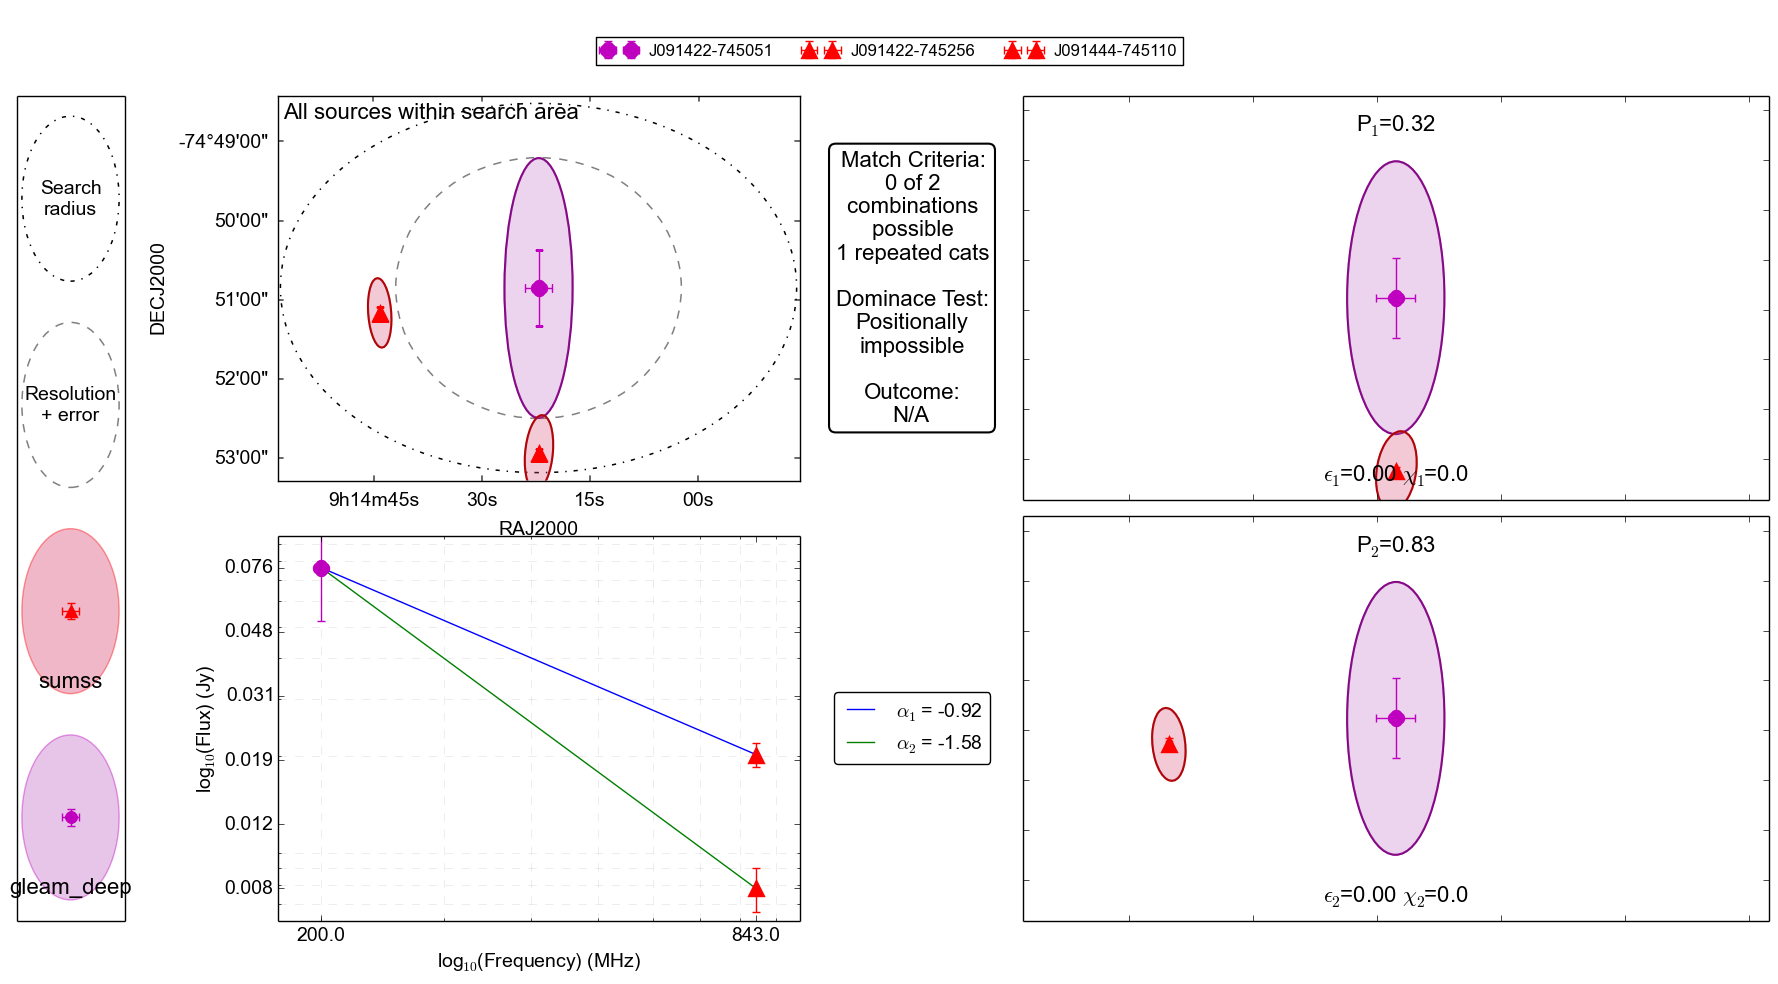 J091422-745051
J091422-745256
J091444-745110
Search
radius
Resolution
+ error
sumss
gleam_deep
All sources within search area
DECJ2000
-74°49'00"
50'00"
51'00"
52'00"
53'00"
9h14m45s
30s
15s
00s
RAJ2000
Match Criteria:
0 of 2
combinations
possible
1 repeated cats
Dominace Test:
Positionally
impossible
Outcome:
N/A
P1=0.32
ϵ1=0.00 χ1=0.0
P2=0.83
ϵ2=0.00 χ2=0.0
log10(Flux) (Jy)
0.076
0.048
0.031
0.019
0.012
0.008
200.0
843.0
log10(Frequency) (MHz)
α1 = -0.92
α2 = -1.58